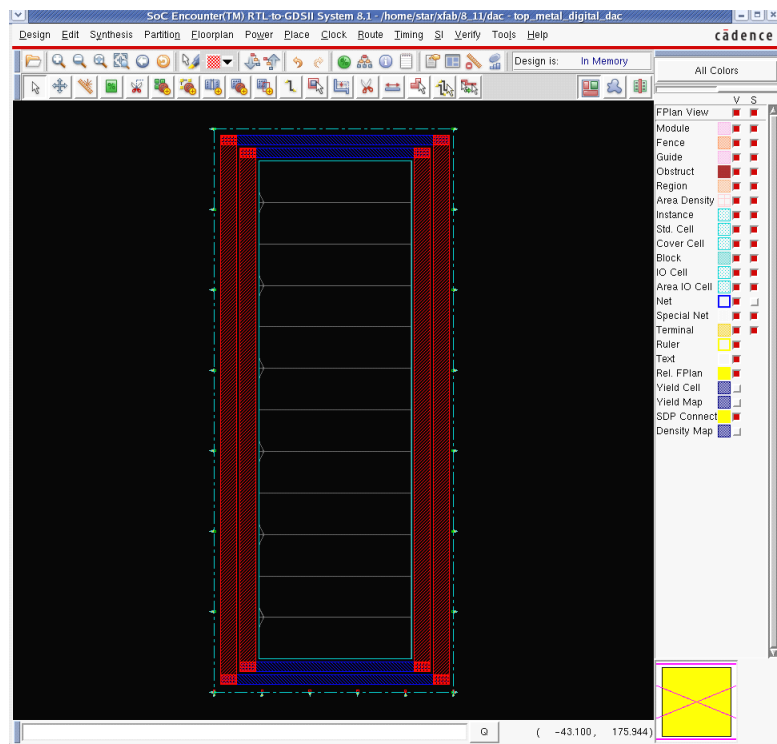 SoC Encounter(TM) RTL-to-GDSII System 8.1 - /home/star/xfab/8_11/dac - top_metal_digital_dac
Design Edit Synthesis Partition Floorplan Power Place Clock Route Timing SI Verify Tools Help
cādence
Design is: In Memory
All Colors
V S
FPlan View
Module
Fence
Guide
Obstruct
Region
Area Density
Instance
Std. Cell
Cover Cell
Block
IO Cell
Area IO Cell
Net
Special Net
Terminal
Ruler
Text
Rel. FPlan
Yield Cell
Yield Map
SDP Connect
Density Map
Q ( -43.100, 175.944)